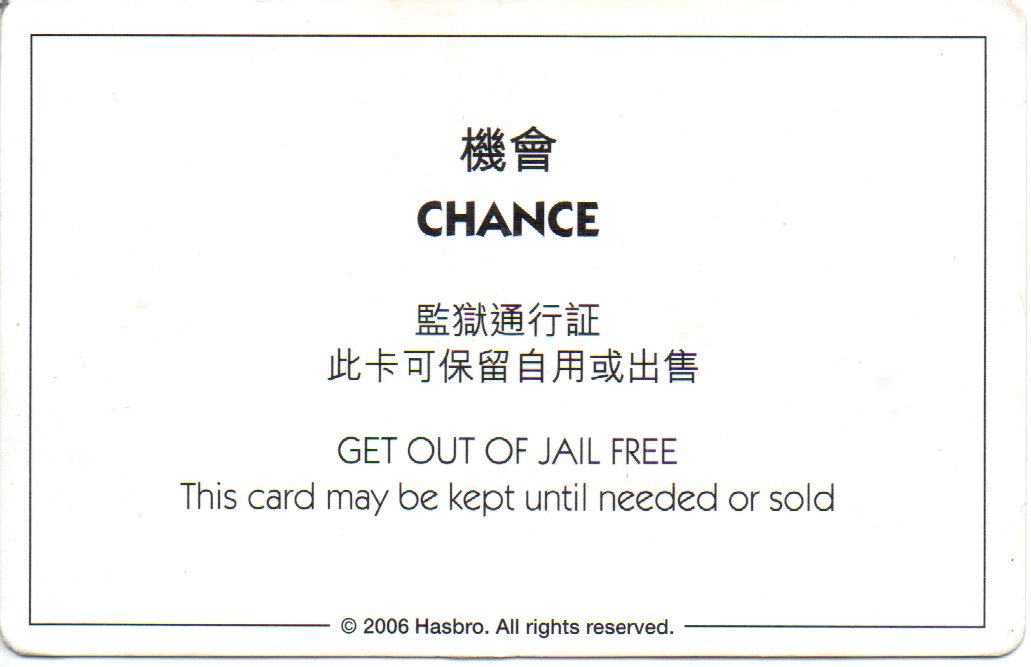 機會
CHANCE
監獄通行証
此卡可保留自用或出售
GET OUT OF JAIL FREE
This card may be kept until needed or sold
© 2006 Hasbro. All rights reserved.